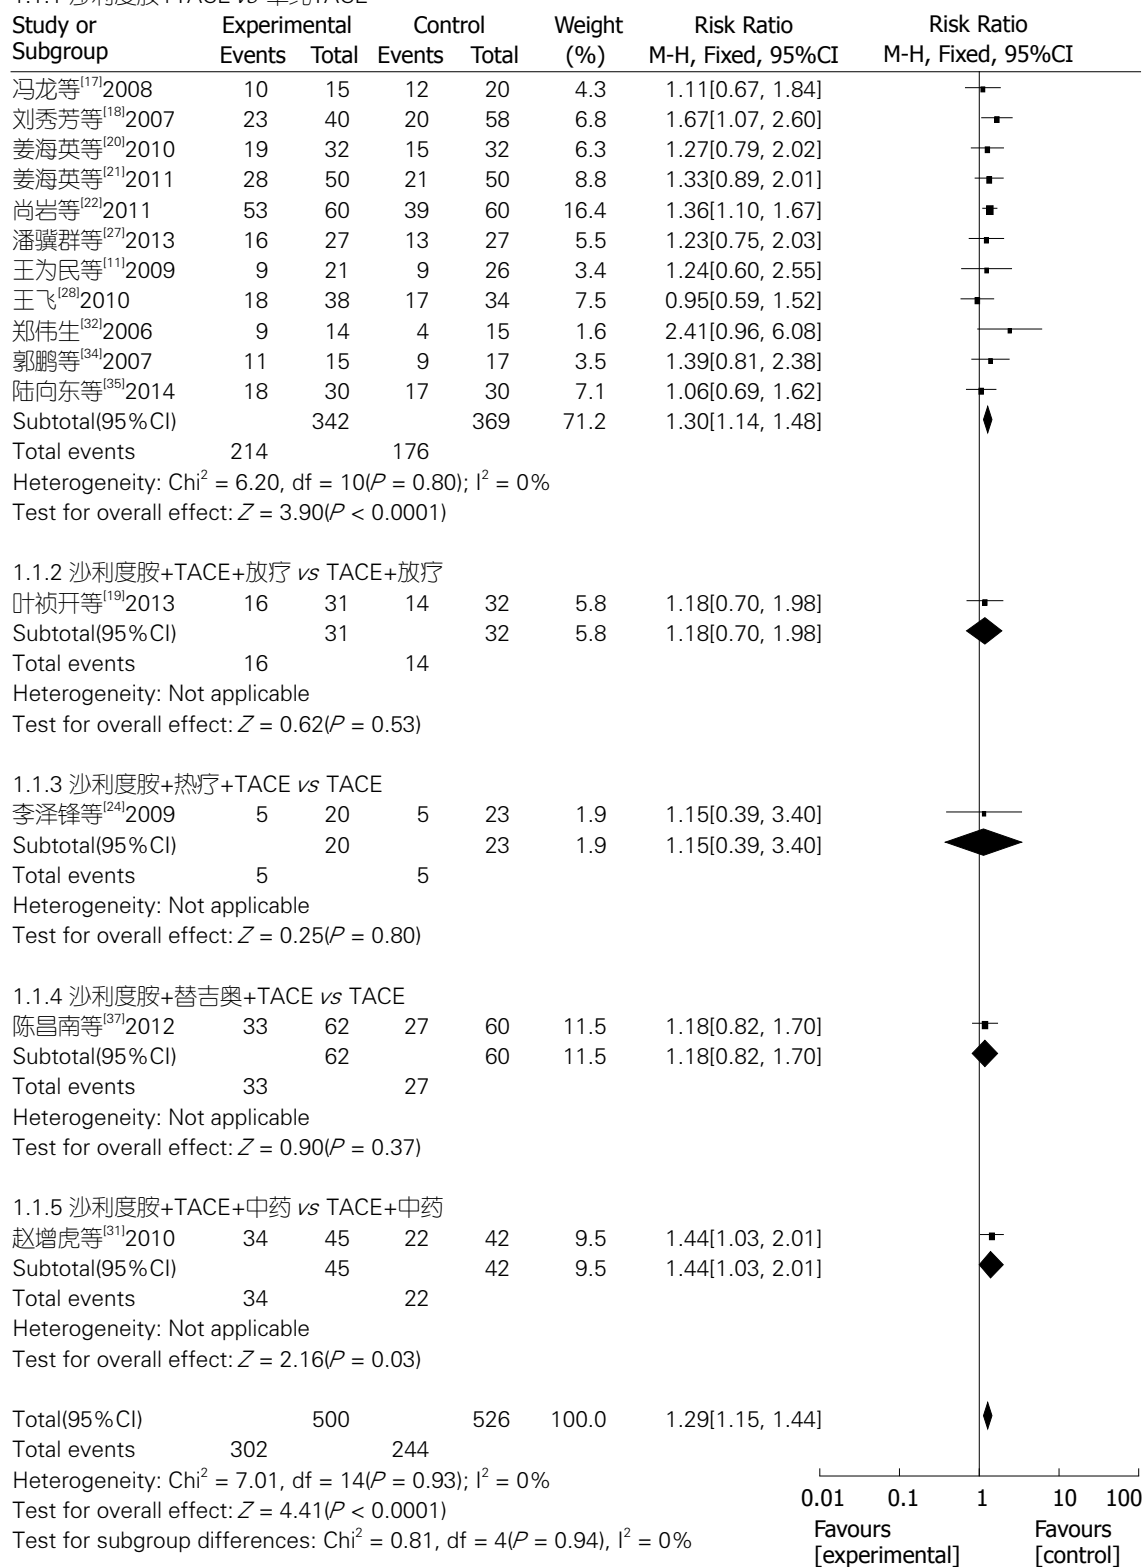 1.1.1 沙利度胺+TACE vs 单纯TACE
Study or Experimental Control Weight Risk Ratio Risk Ratio
Subgroup Events Total Events Total (%) M-H, Fixed, 95%CI M-H, Fixed, 95%CI
冯龙等[17]2008 10 15 12 20 4.3 1.11[0.67, 1.84]
刘秀芳等[18]2007 23 40 20 58 6.8 1.67[1.07, 2.60]
姜海英等[20]2010 19 32 15 32 6.3 1.27[0.79, 2.02]
姜海英等[21]2011 28 50 21 50 8.8 1.33[0.89, 2.01]
尚岩等[22]2011 53 60 39 60 16.4 1.36[1.10, 1.67]
潘骥群等[27]2013 16 27 13 27 5.5 1.23[0.75, 2.03]
王为民等[11]2009 9 21 9 26 3.4 1.24[0.60, 2.55]
王飞[28]2010 18 38 17 34 7.5 0.95[0.59, 1.52]
郑伟生[32]2006 9 14 4 15 1.6 2.41[0.96, 6.08]
郭鹏等[34]2007 11 15 9 17 3.5 1.39[0.81, 2.38]
陆向东等[35]2014 18 30 17 30 7.1 1.06[0.69, 1.62]
Subtotal(95%CI) 342 369 71.2 1.30[1.14, 1.48]
Total events 214 176
Heterogeneity: Chi² = 6.20, df = 10(P = 0.80); I² = 0%
Test for overall effect: Z = 3.90(P < 0.0001)
1.1.2 沙利度胺+TACE+放疗 vs TACE+放疗
叶祯开等[19]2013 16 31 14 32 5.8 1.18[0.70, 1.98]
Subtotal(95%CI) 31 32 5.8 1.18[0.70, 1.98]
Total events 16 14
Heterogeneity: Not applicable
Test for overall effect: Z = 0.62(P = 0.53)
1.1.3 沙利度胺+热疗+TACE vs TACE
李泽锋等[24]2009 5 20 5 23 1.9 1.15[0.39, 3.40]
Subtotal(95%CI) 20 23 1.9 1.15[0.39, 3.40]
Total events 5 5
Heterogeneity: Not applicable
Test for overall effect: Z = 0.25(P = 0.80)
1.1.4 沙利度胺+替吉奥+TACE vs TACE
陈昌南等[37]2012 33 62 27 60 11.5 1.18[0.82, 1.70]
Subtotal(95%CI) 62 60 11.5 1.18[0.82, 1.70]
Total events 33 27
Heterogeneity: Not applicable
Test for overall effect: Z = 0.90(P = 0.37)
1.1.5 沙利度胺+TACE+中药 vs TACE+中药
赵增虎等[31]2010 34 45 22 42 9.5 1.44[1.03, 2.01]
Subtotal(95%CI) 45 42 9.5 1.44[1.03, 2.01]
Total events 34 22
Heterogeneity: Not applicable
Test for overall effect: Z = 2.16(P = 0.03)
Total(95%CI) 500 526 100.0 1.29[1.15, 1.44]
Total events 302 244
Heterogeneity: Chi² = 7.01, df = 14(P = 0.93); I² = 0%
Test for overall effect: Z = 4.41(P < 0.0001)
Test for subgroup differences: Chi² = 0.81, df = 4(P = 0.94), I² = 0%
0.01 0.1 1 10 100
Favours Favours
[experimental] [control]